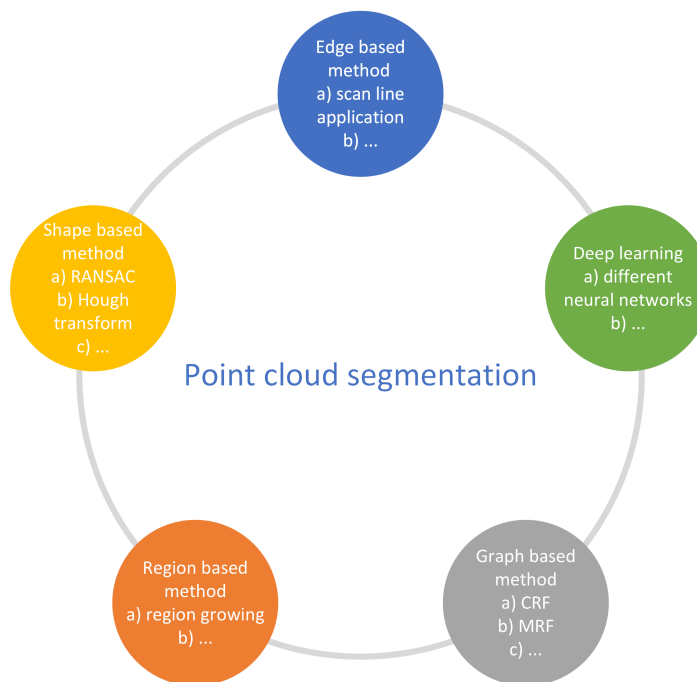 Edge based
method
a) scan line
application
b) ...
Shape based
method
a) RANSAC
b) Hough
transform
c) ...
Deep learning
a) different
neural networks
b) ...
Point cloud segmentation
Region based
method
a) region growing
b) ...
Graph based
method
a) CRF
b) MRF
c) ...